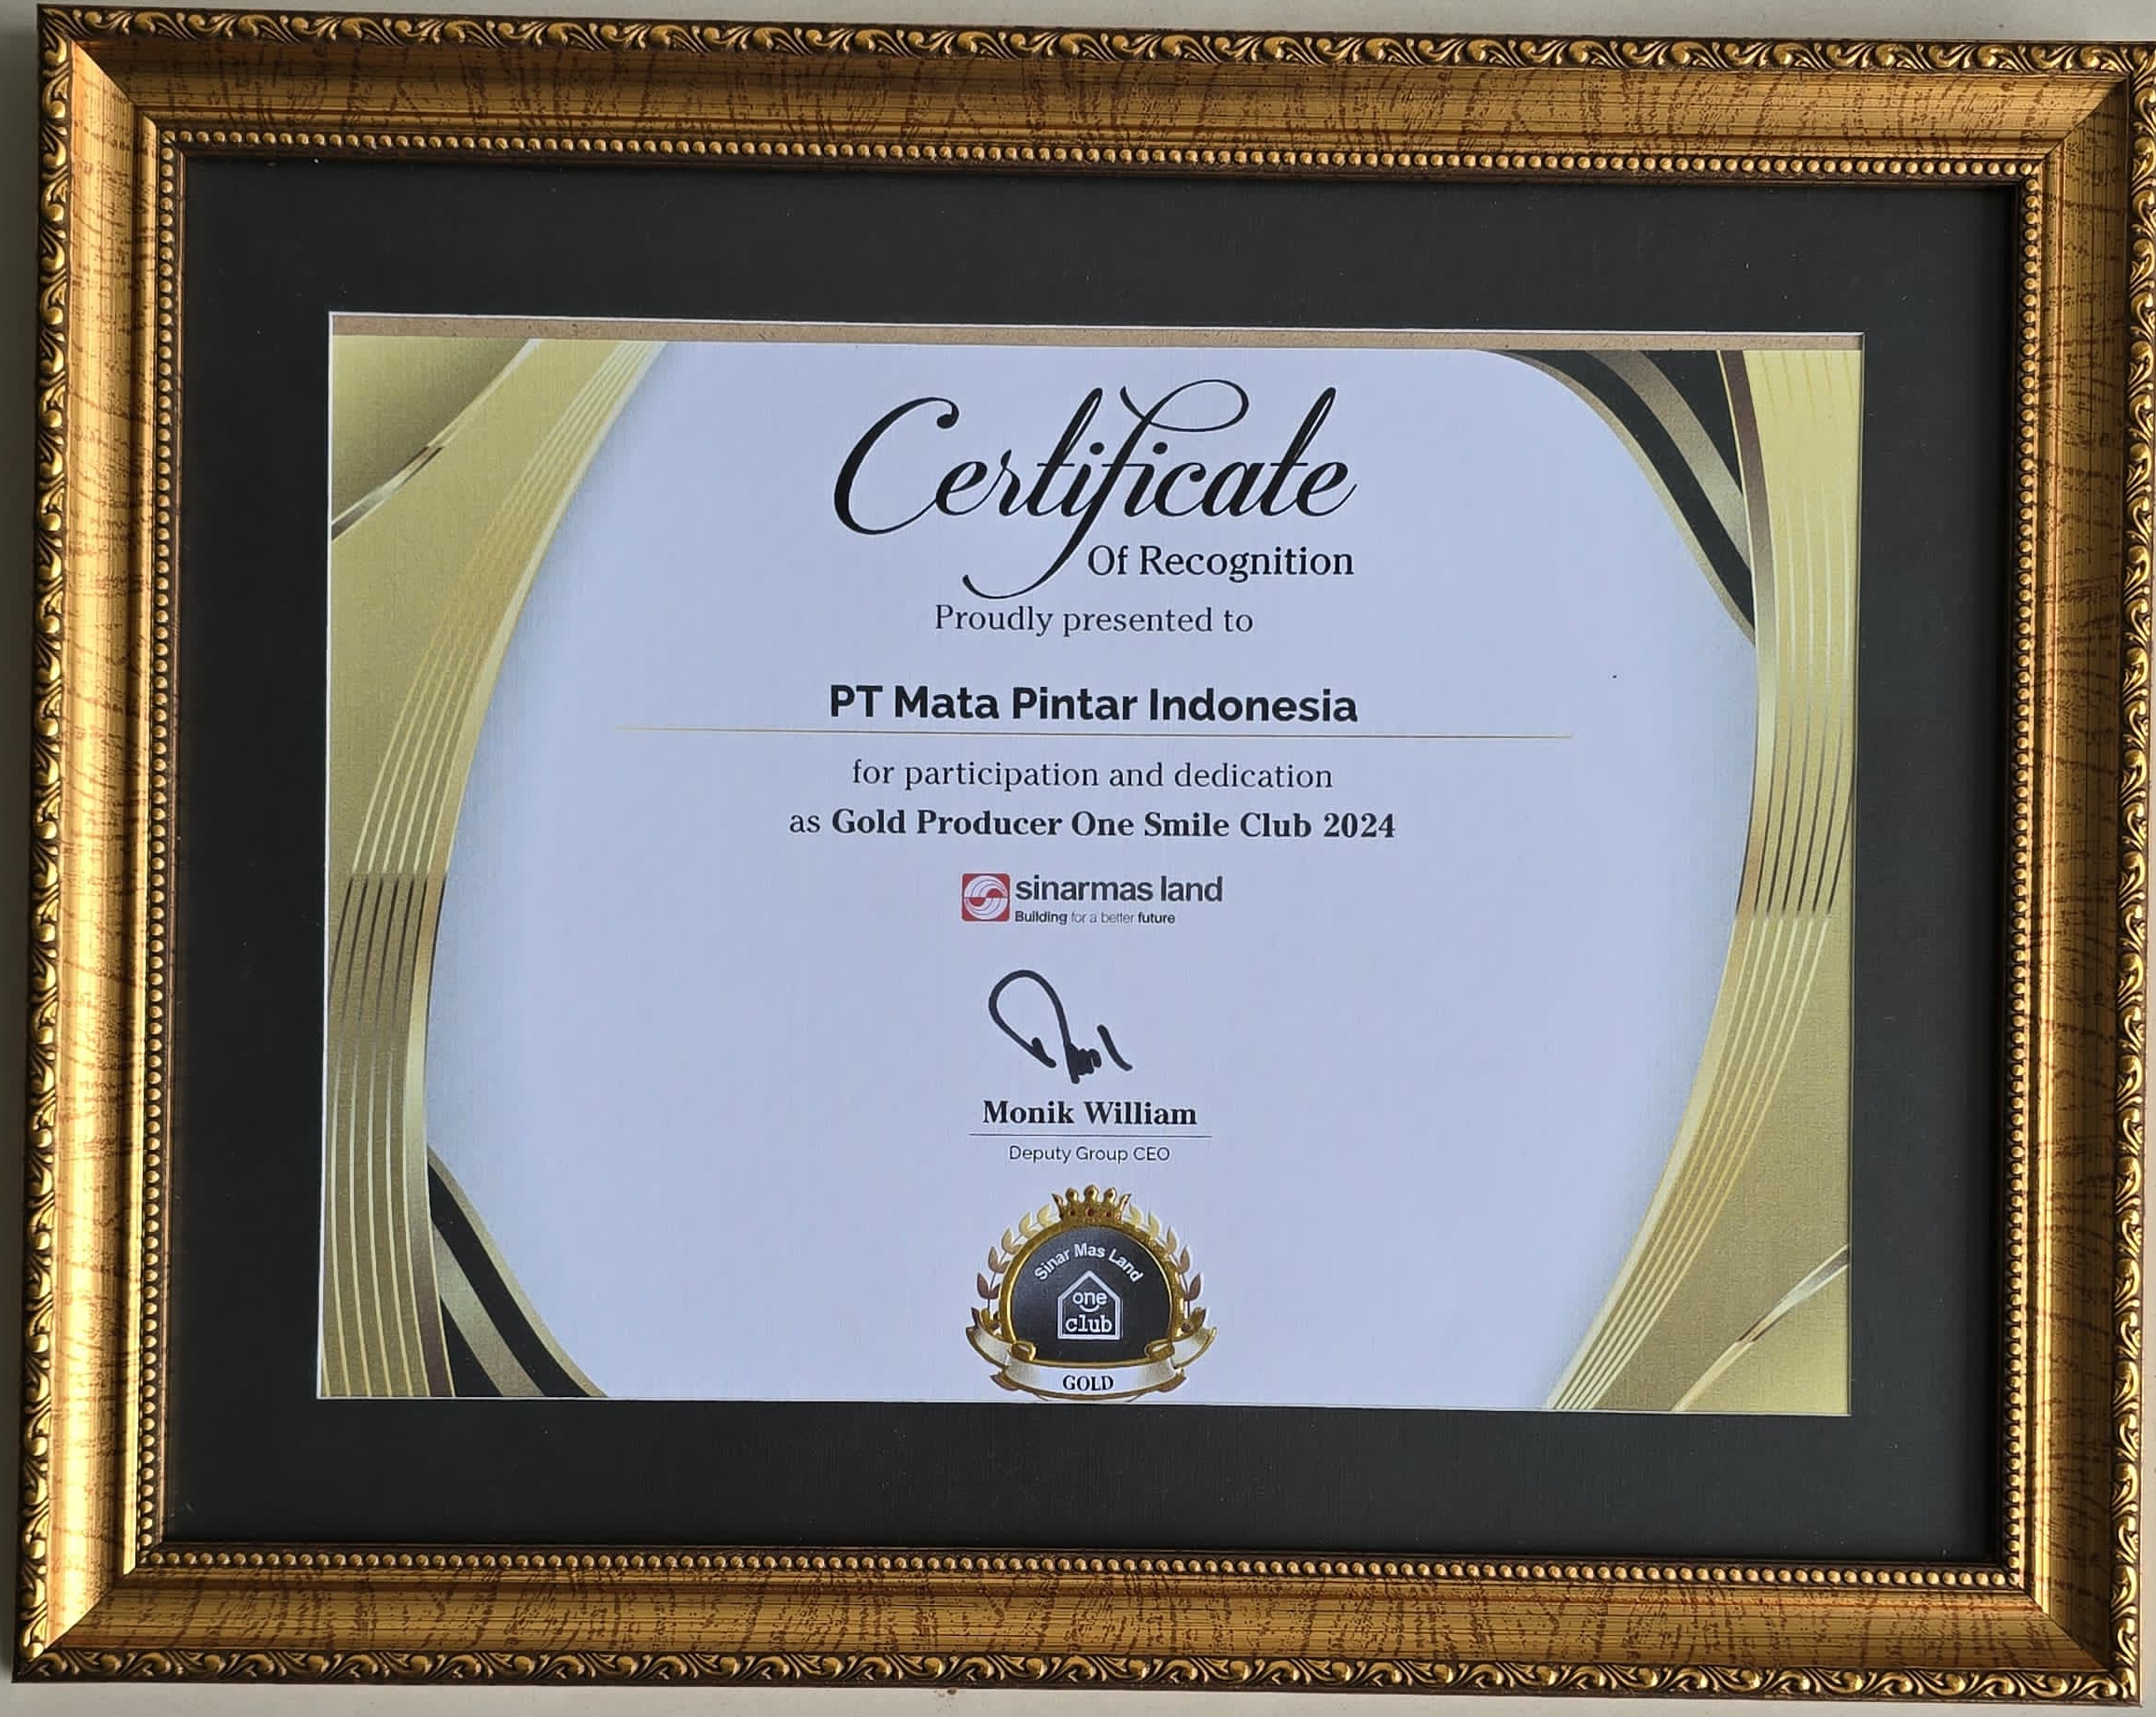 Certificate
Of Recognition
Proudly presented to
PT Mata Pintar Indonesia
for participation and dedication
as Gold Producer One Smile Club 2024
sinarmas land
Building for a better future
Monik William
Deputy Group CEO
Sinar Mas Land
one
club
GOLD